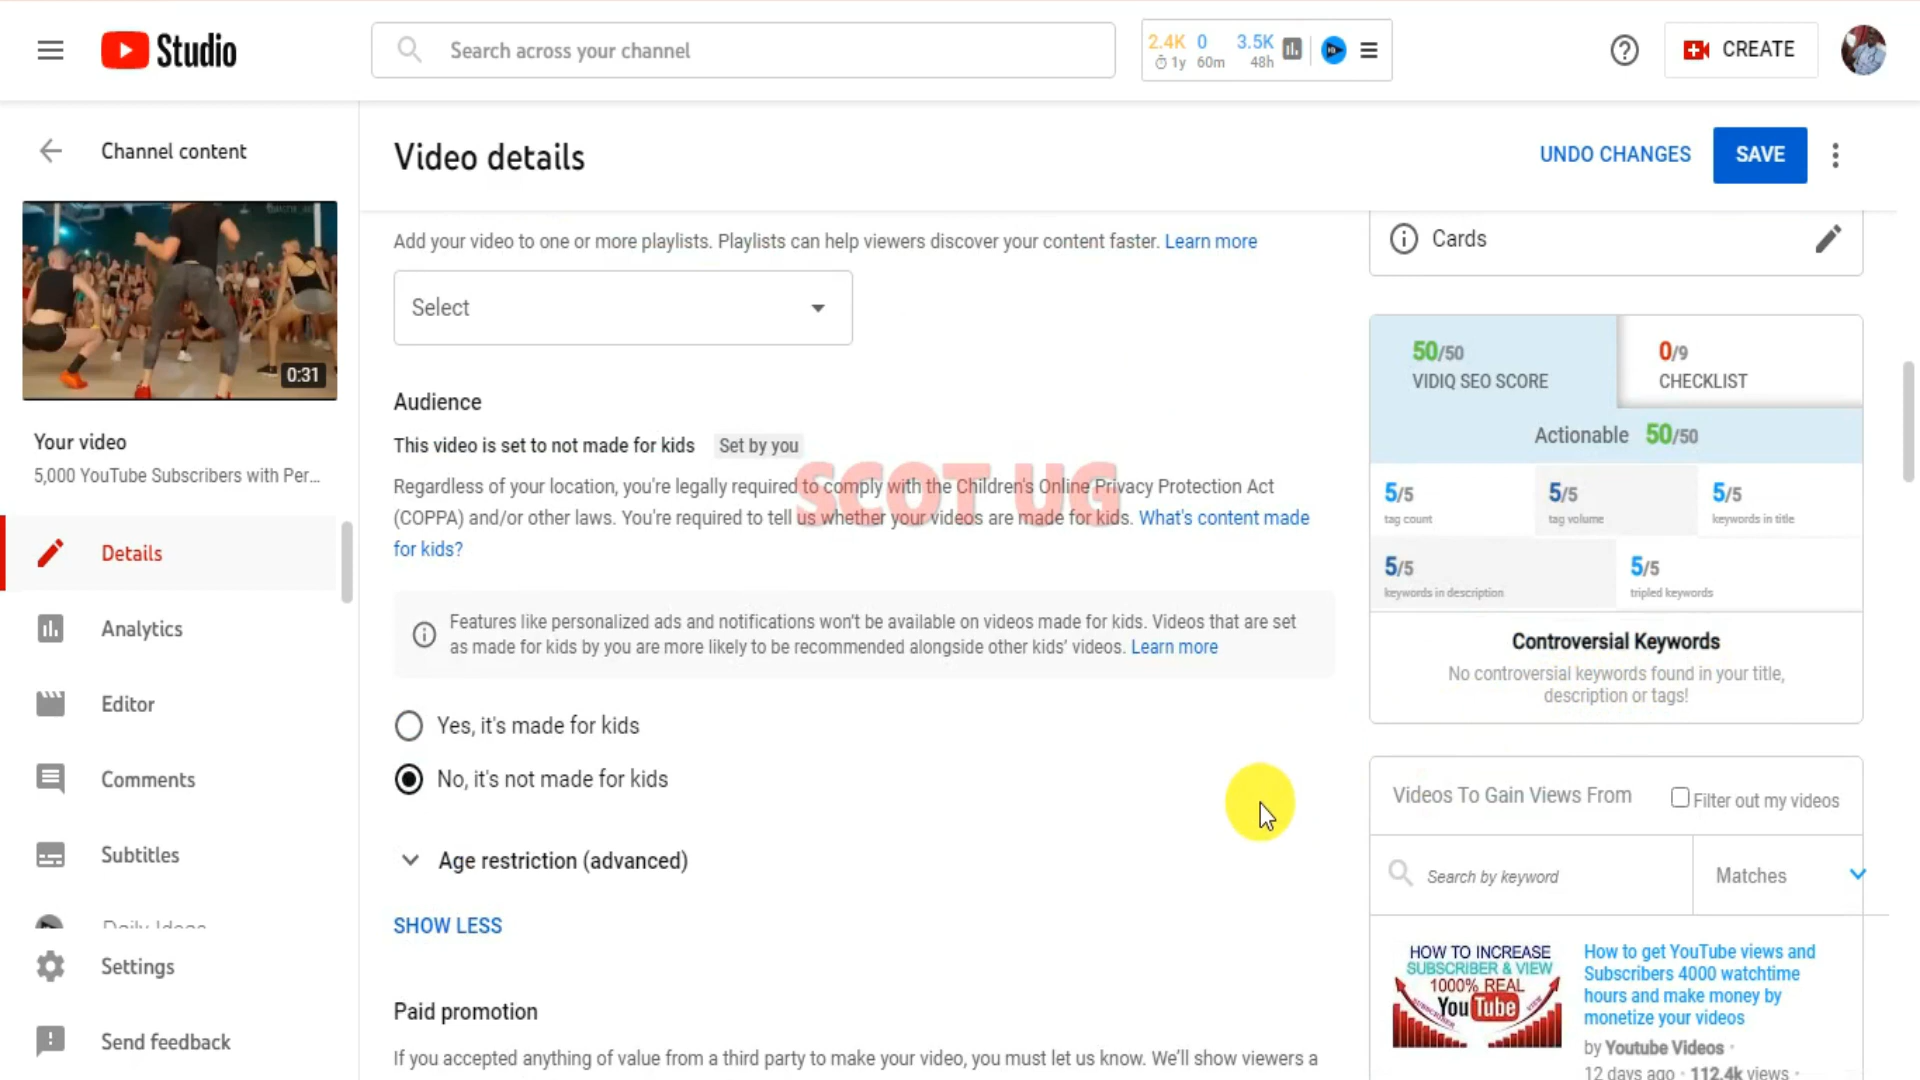 Studio
Search across your channel
2.4K 0 3.5K
1y 60m 48h
CREATE
Channel content
Video details
UNDO CHANGES
SAVE
0:31
Your video
5,000 YouTube Subscribers with Per...
Details
Analytics
Editor
Comments
Subtitles
Daily Ideas
Settings
Send feedback
Add your video to one or more playlists. Playlists can help viewers discover your content faster. Learn more
Select
Audience
This video is set to not made for kids Set by you
SCOT UG
Regardless of your location, you're legally required to comply with the Children's Online Privacy Protection Act
(COPPA) and/or other laws. You're required to tell us whether your videos are made for kids. What's content made
for kids?
Features like personalized ads and notifications won't be available on videos made for kids. Videos that are set
as made for kids by you are more likely to be recommended alongside other kids' videos. Learn more
Yes, it's made for kids
No, it's not made for kids
Age restriction (advanced)
SHOW LESS
Paid promotion
If you accepted anything of value from a third party to make your video, you must let us know. We'll show viewers a
Cards
50/50
VIDIQ SEO SCORE
0/9
CHECKLIST
Actionable 50/50
5/5
tag count
5/5
tag volume
5/5
keywords in title
5/5
keywords in description
5/5
tripled keywords
Controversial Keywords
No controversial keywords found in your title,
description or tags!
Videos To Gain Views From
Filter out my videos
Search by keyword
Matches
HOW TO INCREASE
SUBSCRIBER & VIEW
1000% REAL
YouTube
SUBSCRIBER
VIEW
How to get YouTube views and
Subscribers 4000 watchtime
hours and make money by
monetize your videos
by Youtube Videos
12 days ago • 112.4k views •